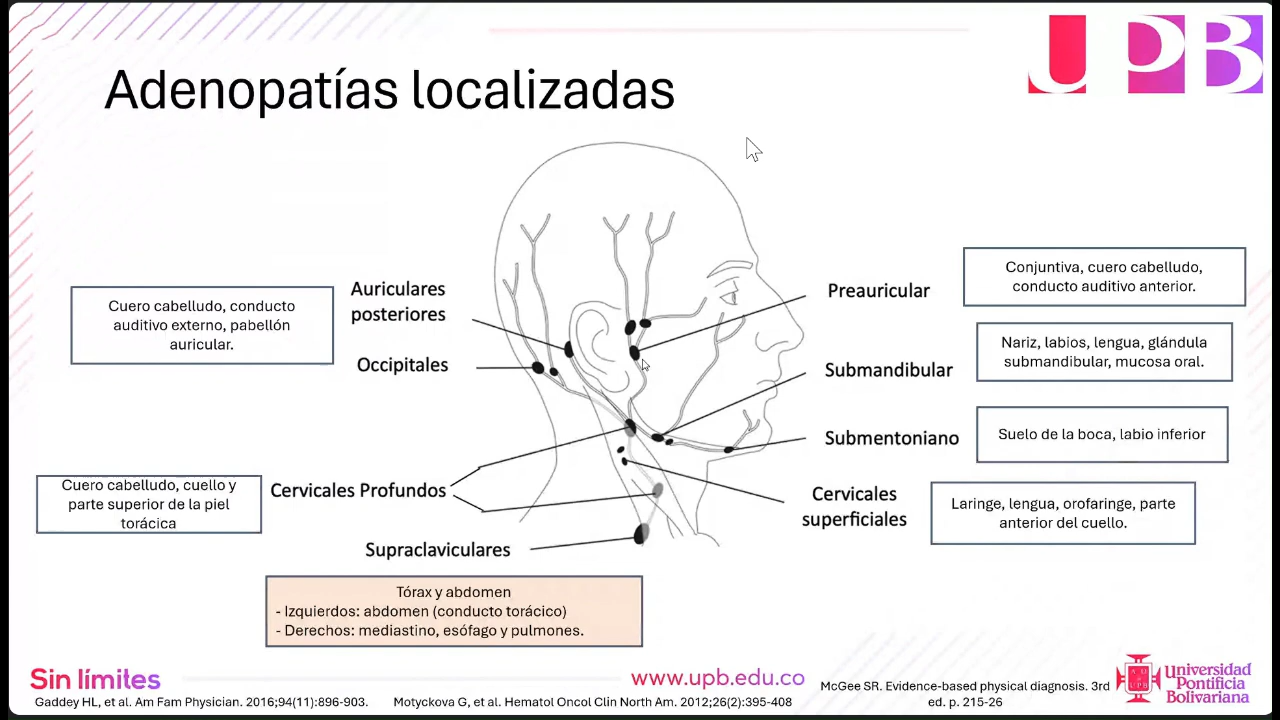 UPB
Adenopatías localizadas
Auriculares
posteriores
Cuero cabelludo, conducto
auditivo externo, pabellón
auricular.
Occipitales
Preauricular
Conjuntiva, cuero cabelludo,
conducto auditivo anterior.
Submandibular
Nariz, labios, lengua, glándula
submandibular, mucosa oral.
Submentoniano
Suelo de la boca, labio inferior
Cuero cabelludo, cuello y
parte superior de la piel
torácica
Cervicales Profundos
Cervicales
superficiales
Laringe, lengua, orofaringe, parte
anterior del cuello.
Supraclaviculares
Tórax y abdomen
- Izquierdos: abdomen (conducto torácico)
- Derechos: mediastino, esófago y pulmones.
Sin límites
www.upb.edu.co
Gaddey HL, et al. Am Fam Physician. 2016;94(11):896-903.
Hematol Oncol Clin North Am. 2012;26(2):395-408
McGee SR. Evidence-based physical diagnosis. 3rd
ed. p. 215-26
Universidad
Pontificia
Bolivariana